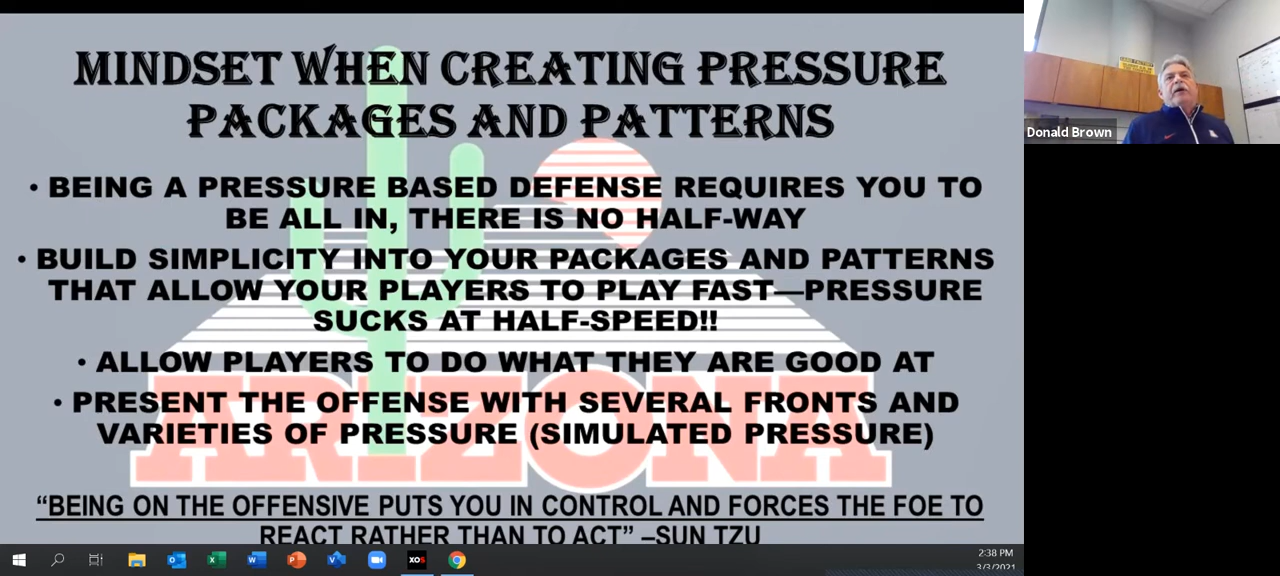 MINDSET WHEN CREATING PRESSURE
PACKAGES AND PATTERNS
• BEING A PRESSURE BASED DEFENSE REQUIRES YOU TO
BE ALL IN, THERE IS NO HALF-WAY
• BUILD SIMPLICITY INTO YOUR PACKAGES AND PATTERNS
THAT ALLOW YOUR PLAYERS TO PLAY FAST—PRESSURE
SUCKS AT HALF-SPEED!!
• ALLOW PLAYERS TO DO WHAT THEY ARE GOOD AT
• PRESENT THE OFFENSE WITH SEVERAL FRONTS AND
VARIETIES OF PRESSURE (SIMULATED PRESSURE)
ARIZONA
“BEING ON THE OFFENSIVE PUTS YOU IN CONTROL AND FORCES THE FOE TO
REACT RATHER THAN TO ACT” –SUN TZU
Donald Brown
XOS
2:38 PM
3/3/2021